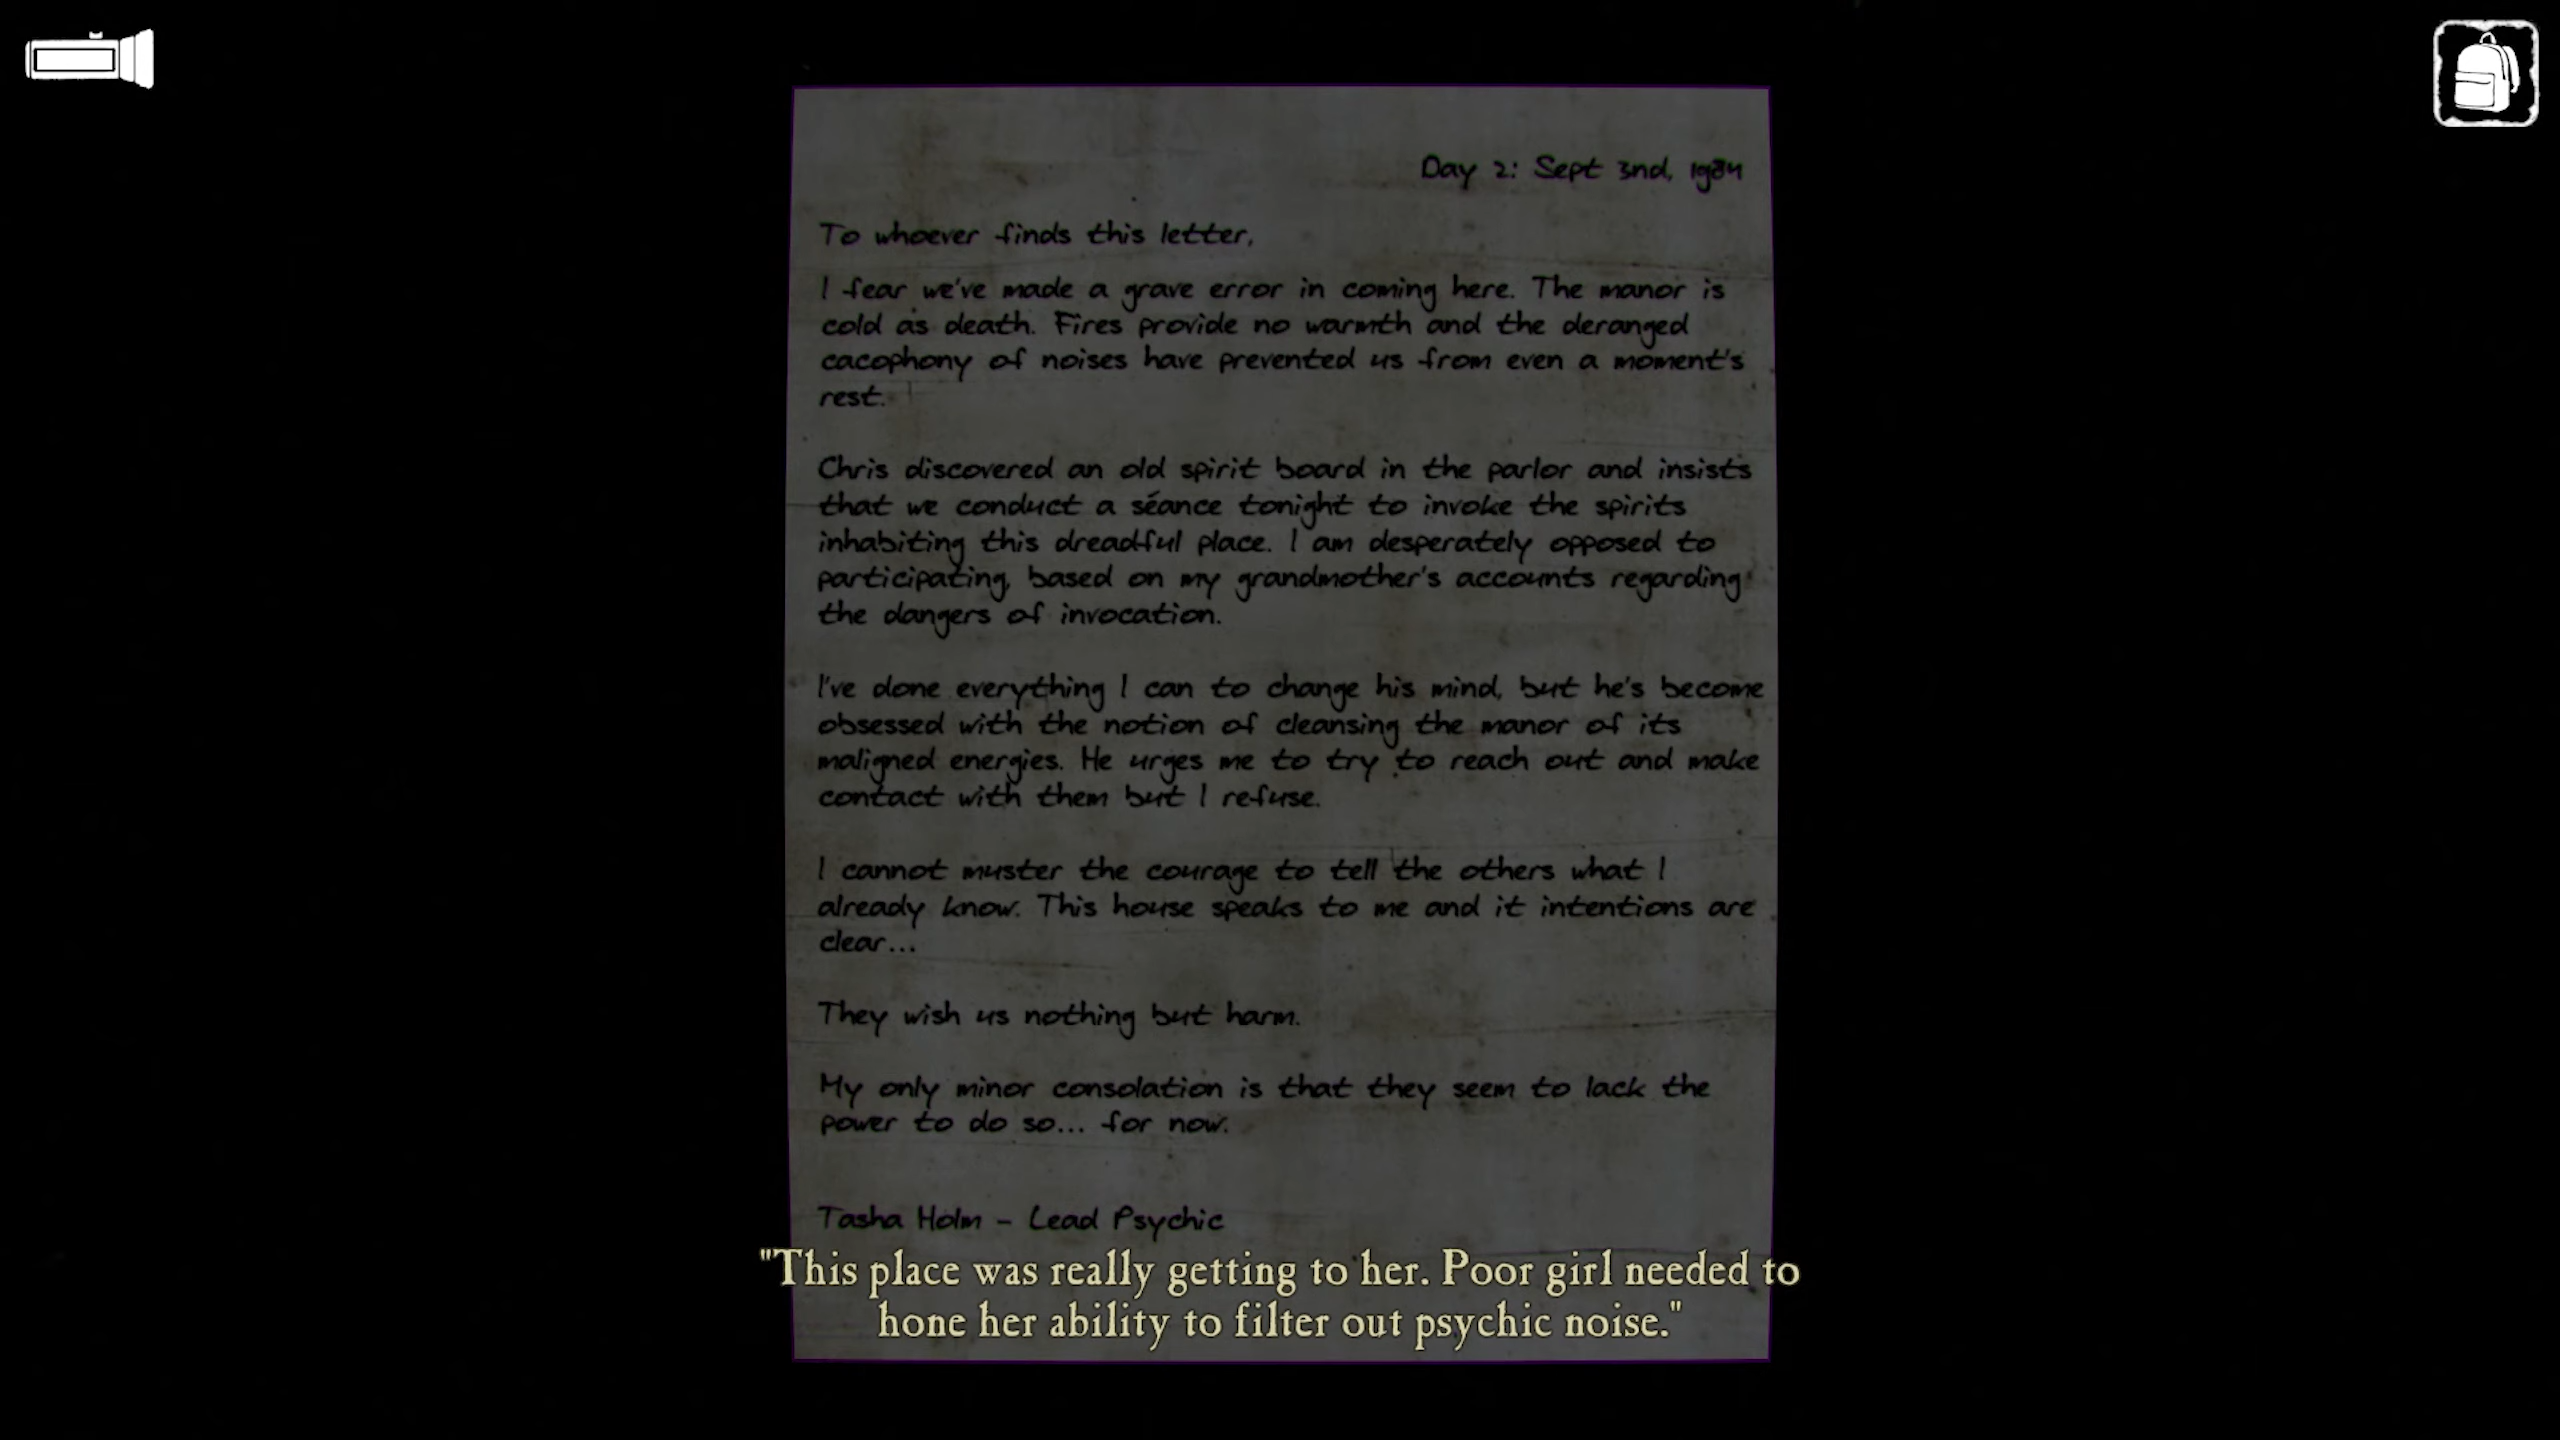 Day 2: Sept 3nd, 1984
To whoever finds this letter,
I fear we've made a grave error in coming here. The manor is
cold as death. Fires provide no warmth and the deranged
cacophony of noises have prevented us from even a moment's
rest.
Chris discovered an old spirit board in the parlor and insists
that we conduct a séance tonight to invoke the spirits
inhabiting this dreadful place. I am desperately opposed to
participating, based on my grandmother's accounts regarding
the dangers of invocation.
I've done everything I can to change his mind, but he's become
obsessed with the notion of cleansing the manor of its
maligned energies. He urges me to try to reach out and make
contact with them but I refuse.
I cannot muster the courage to tell the others what I
already know. This house speaks to me and it intentions are
clear...
They wish us nothing but harm.
My only minor consolation is that they seem to lack the
power to do so... for now.
Tasha Holm - Lead Psychic
"This place was really getting to her. Poor girl needed to
hone her ability to filter out psychic noise."